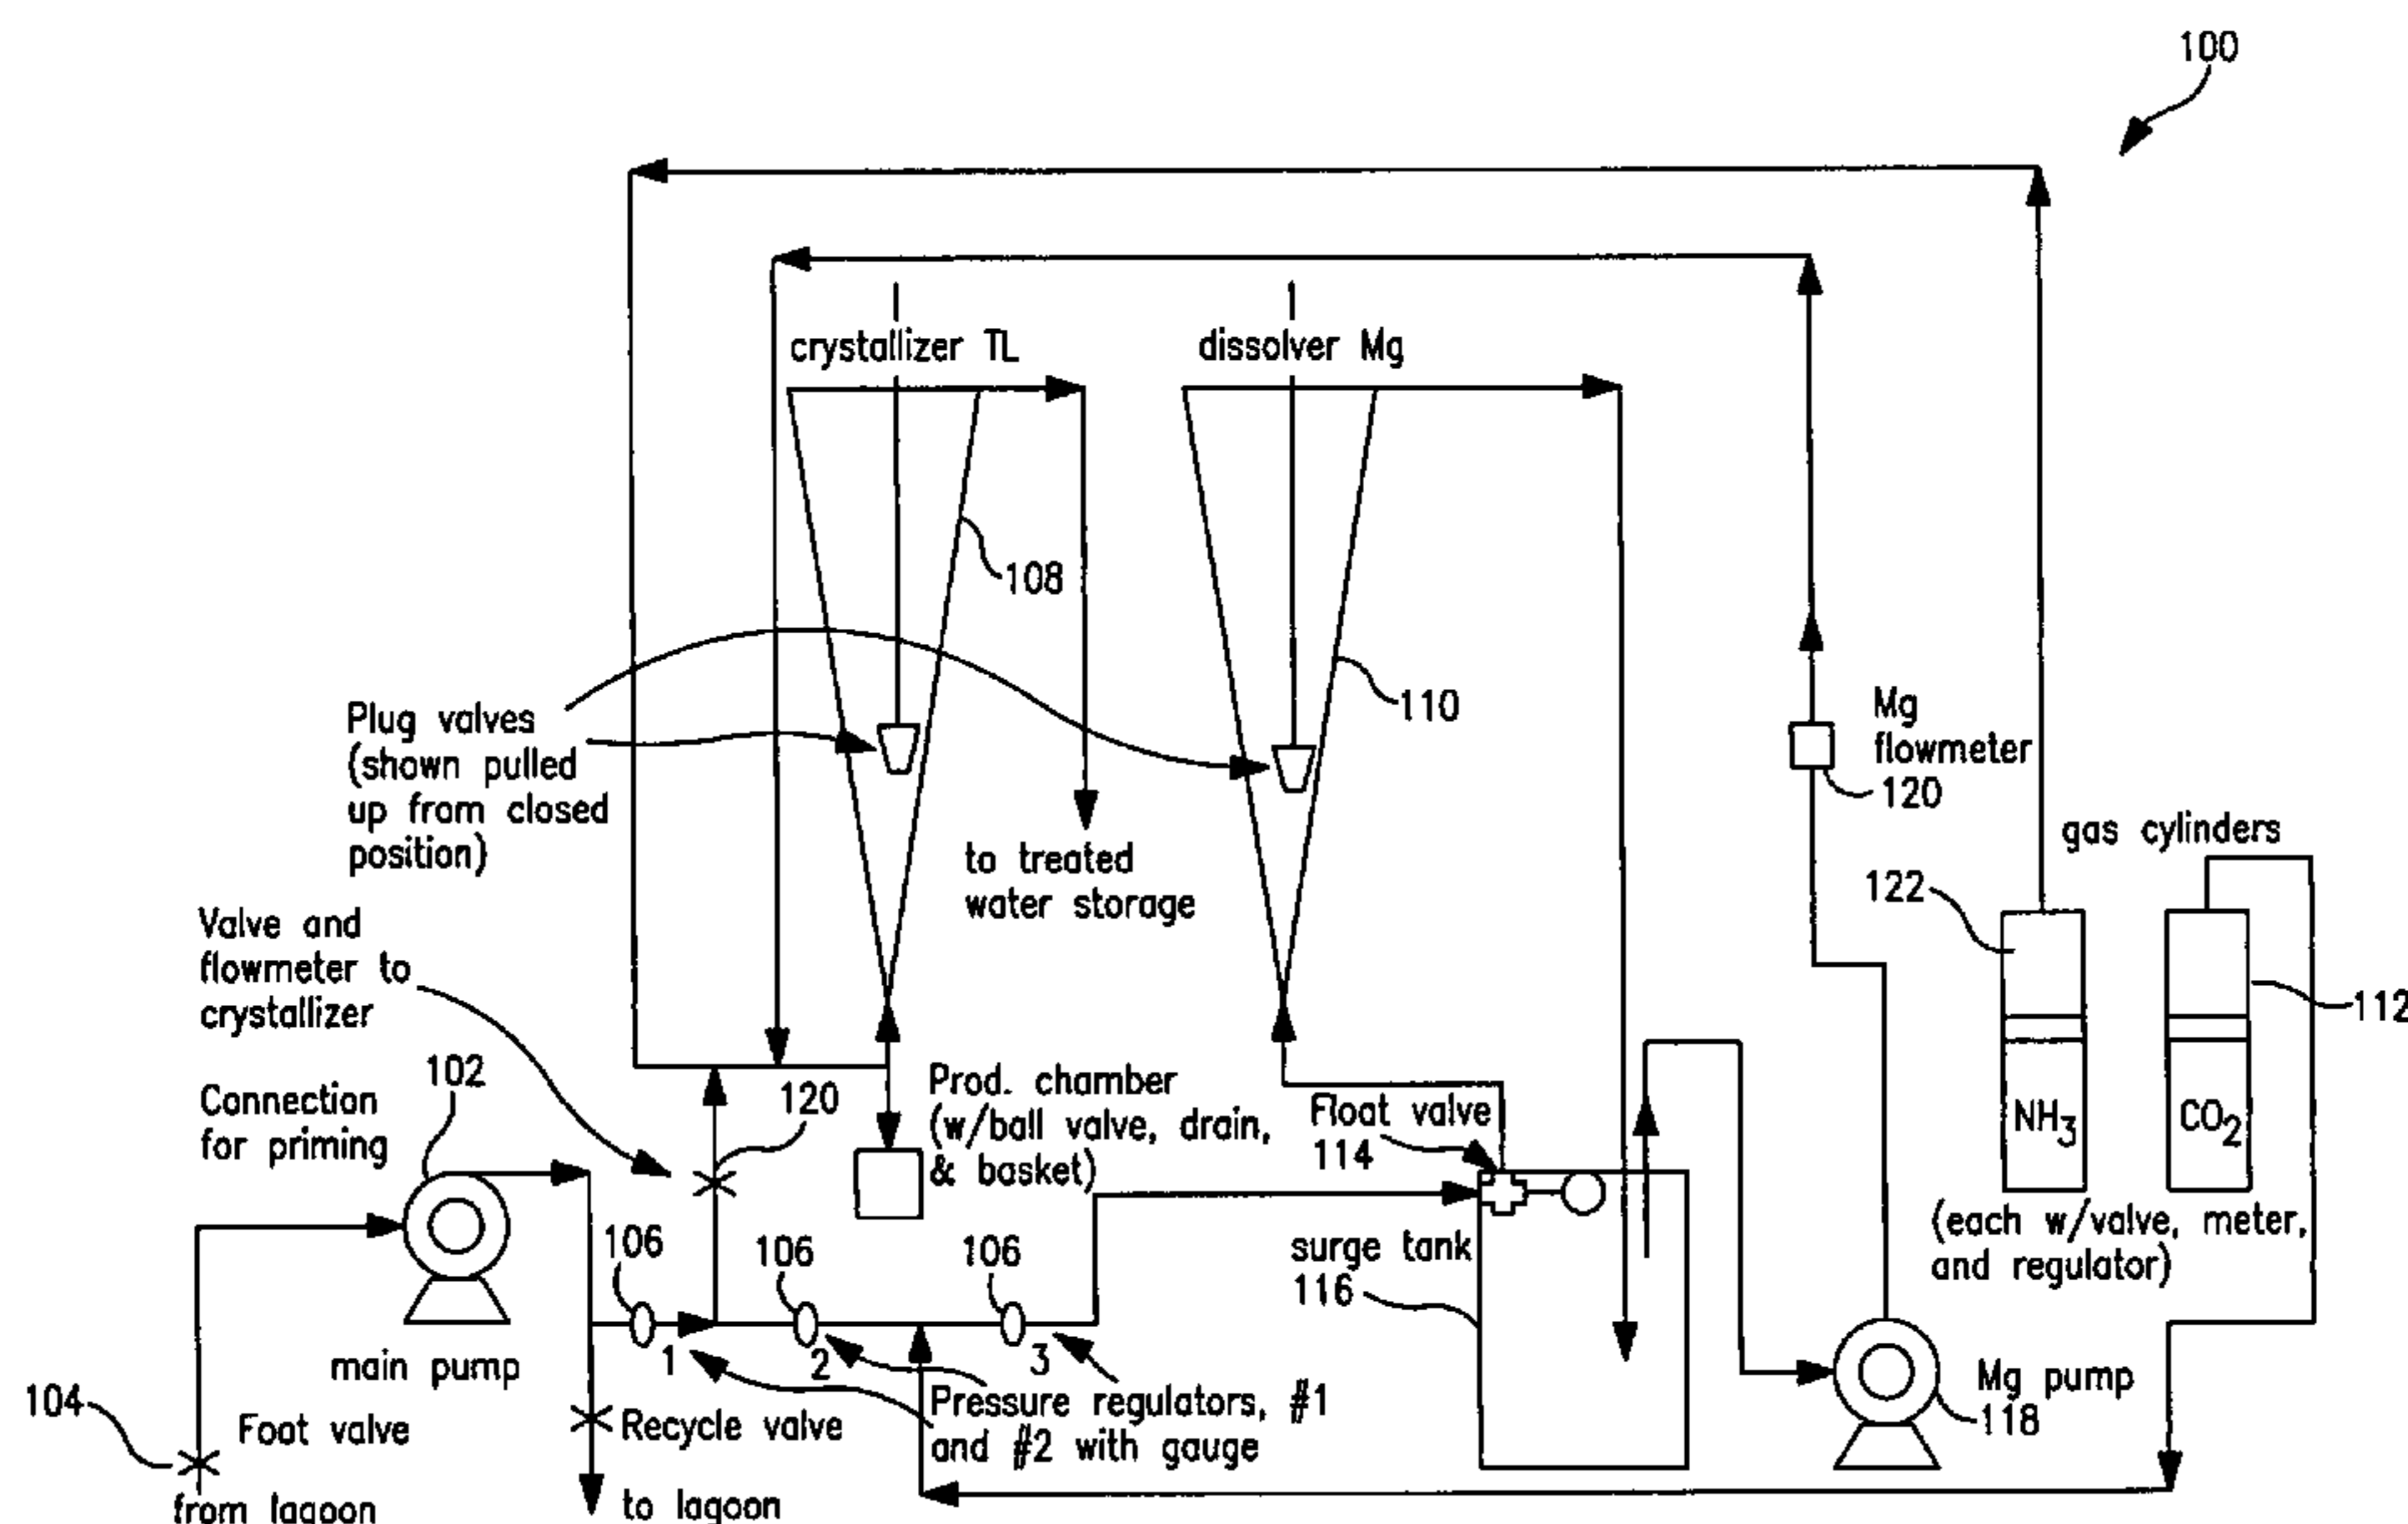 100
crystallizer TL
dissolver Mg
108
110
Plug valves
(shown pulled
up from closed
position)
to treated
water storage
Mg
flowmeter
120
gas cylinders
122
112
Valve and
flowmeter to
crystallizer
Connection
for priming
102
120
Prod. chamber
(w/ball valve, drain,
& basket)
Float valve
114
NH3
CO2
(each w/valve, meter,
and regulator)
106
106
106
surge tank
116
1
2
3
main pump
Pressure regulators, #1
and #2 with gauge
Mg pump
118
104
Foot valve
Recycle valve
from lagoon
to lagoon